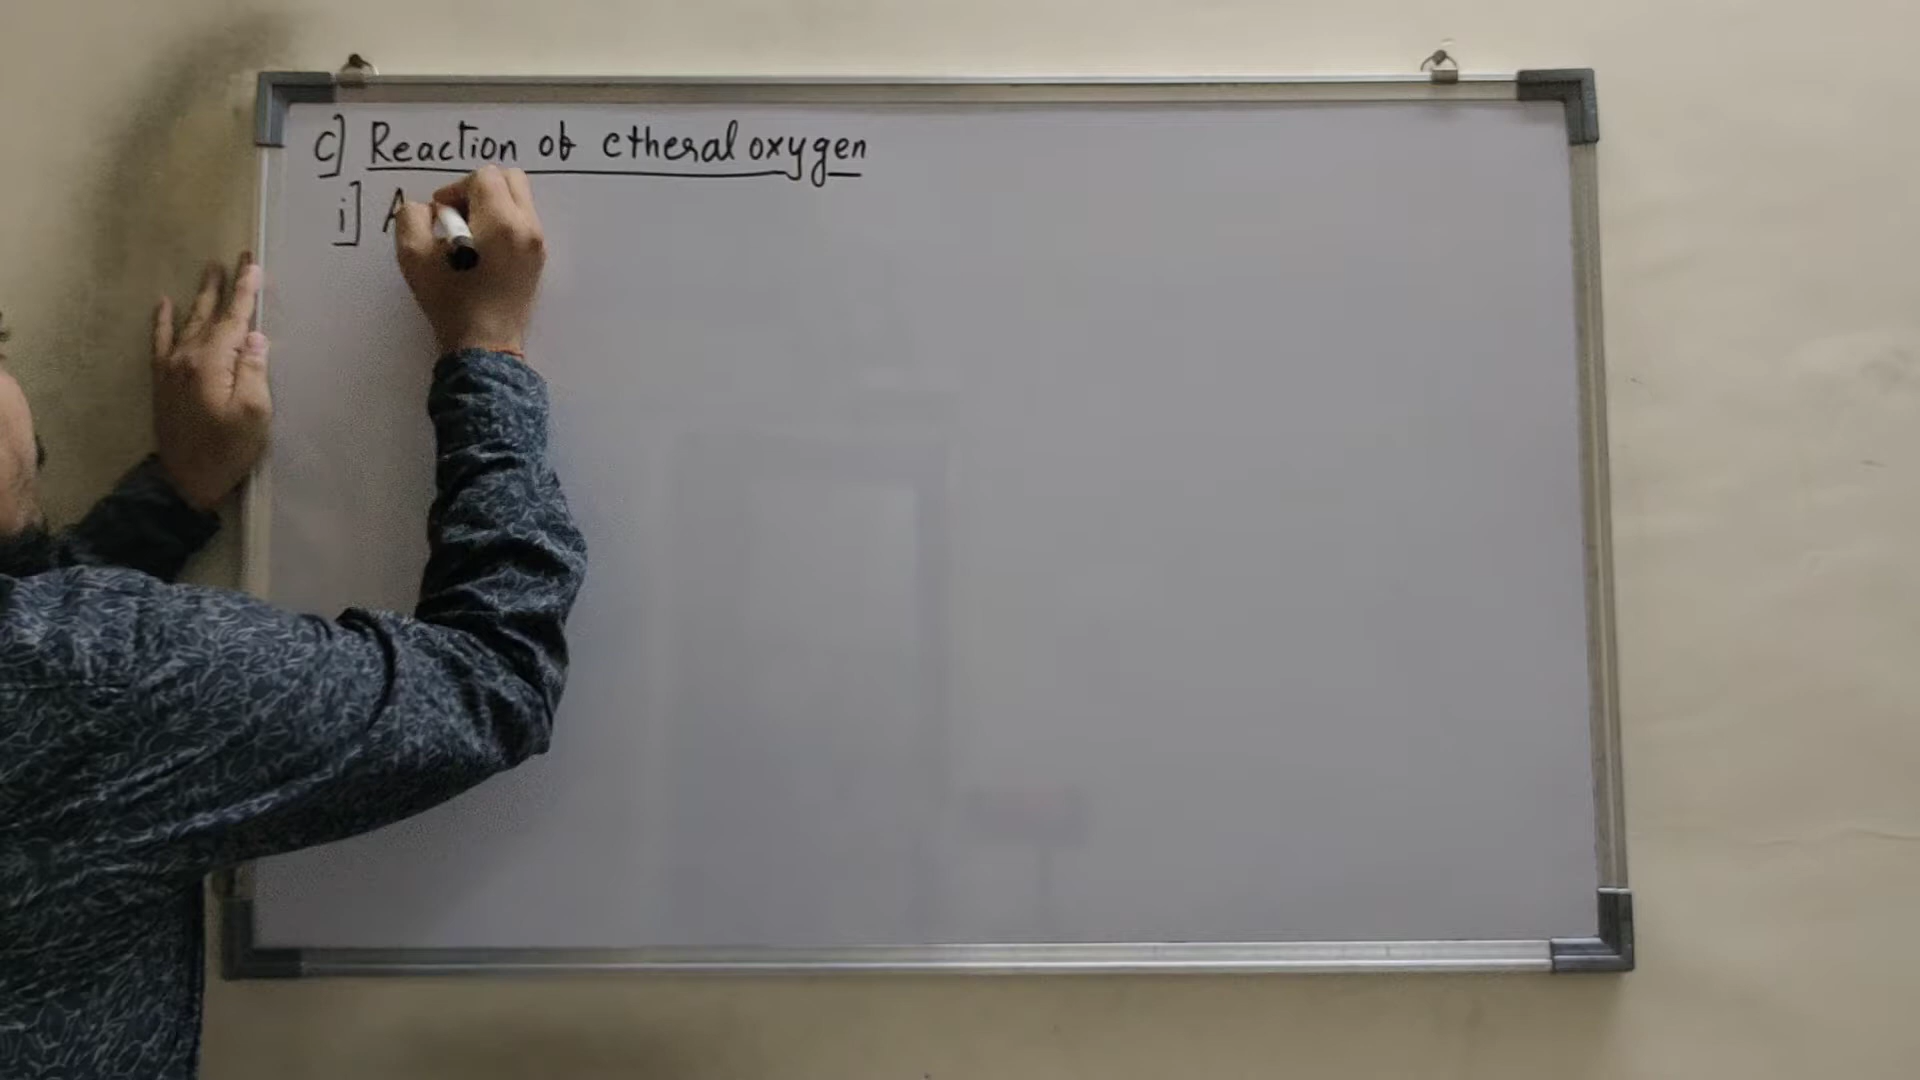 c] Reaction of etheral oxygen
i] A